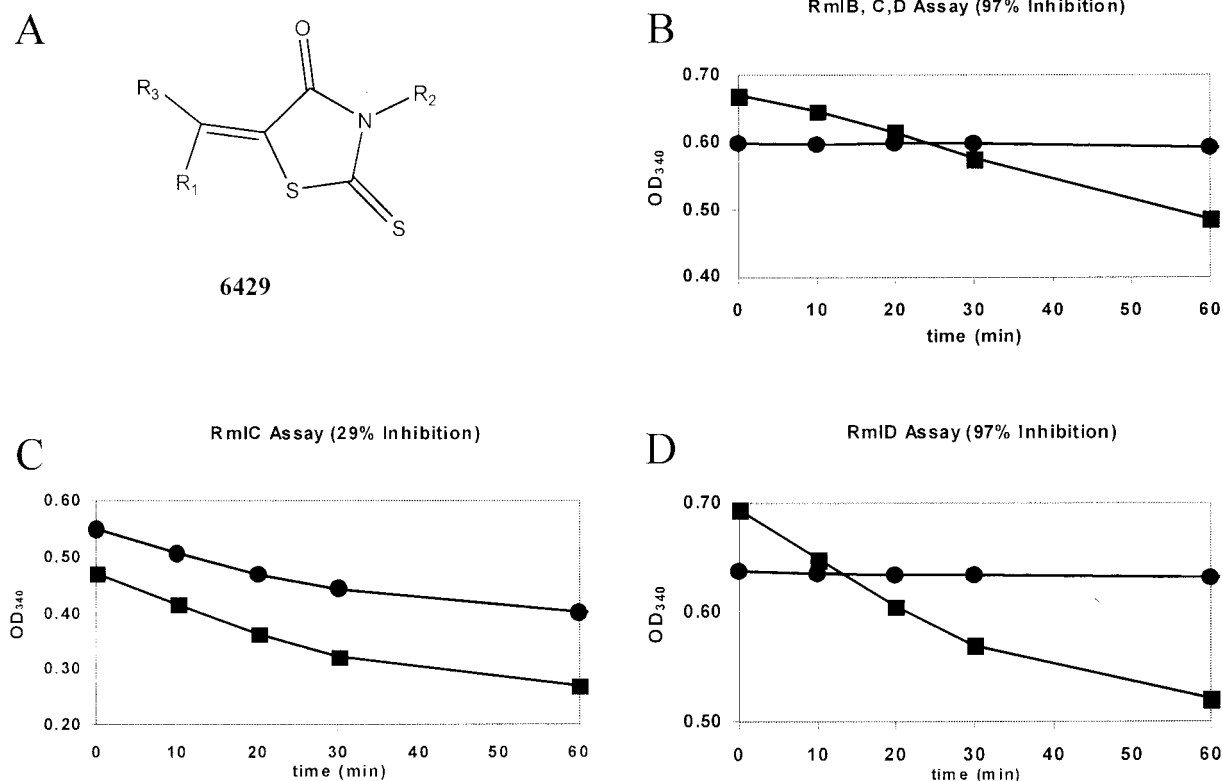 A
O
R3
N
R2
R1
S
S
6429
B
RmlB, C,D Assay (97% Inhibition)
OD340
0.70
0.60
0.50
0.40
0 10 20 30 40 50 60
time (min)
C
RmlC Assay (29% Inhibition)
OD340
0.60
0.50
0.40
0.30
0.20
0 10 20 30 40 50 60
time (min)
D
RmlD Assay (97% Inhibition)
OD340
0.70
0.60
0.50
0 10 20 30 40 50 60
time (min)